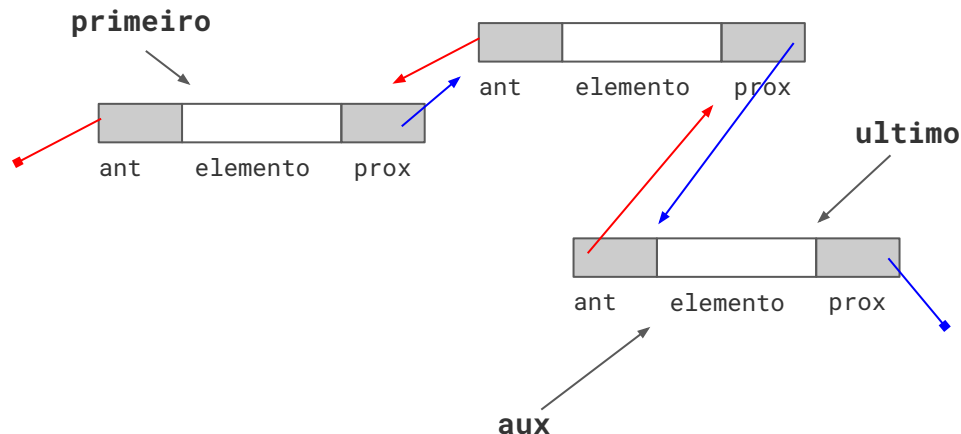 primeiro
ant elemento prox
ant elemento prox
ultimo
ant elemento prox
aux